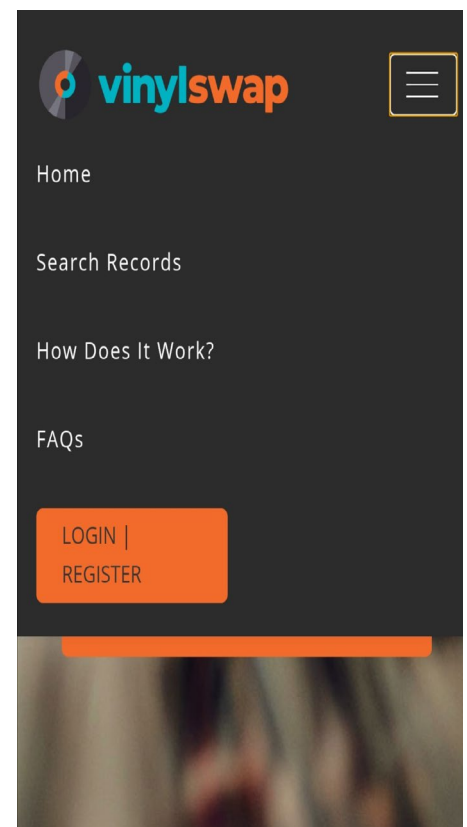 vinylswap
Home
Search Records
How Does It Work?
FAQs
LOGIN |
REGISTER